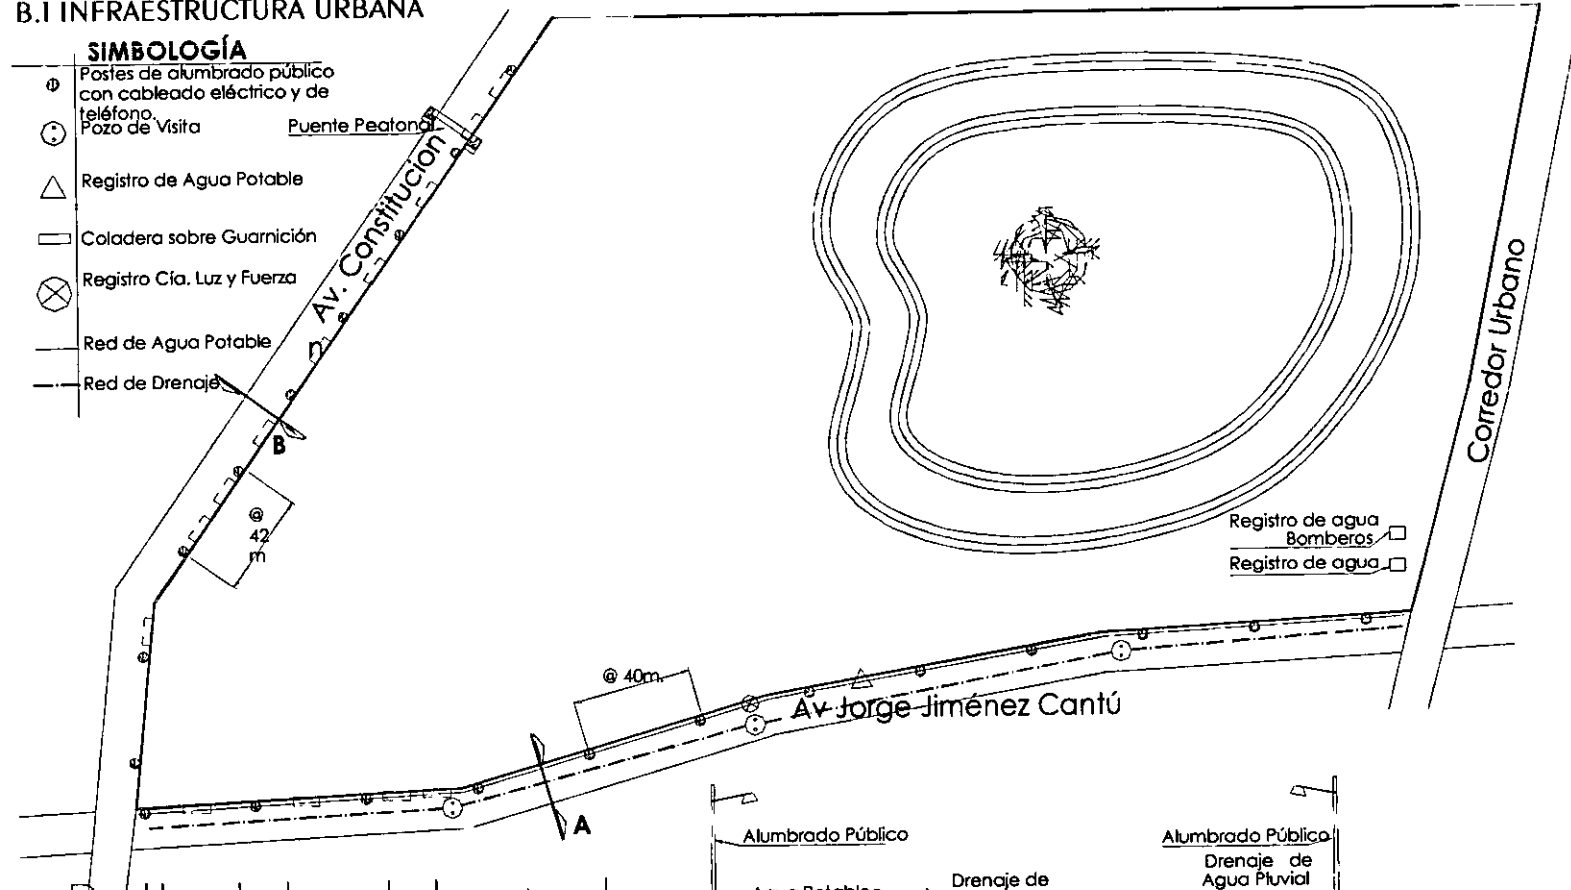 B.1 INFRAESTRUCTURA URBANA
SIMBOLOGÍA
Postes de alumbrado público
con cableado eléctrico y de
teléfono.
Pozo de Visita
Puente Peatonal
Registro de Agua Potable
Coladera sobre Guarnición
Registro Cía. Luz y Fuerza
Red de Agua Potable
Red de Drenaje
Av. Constitución
n
B
@
42
m
Corredor Urbano
Registro de agua
Bomberos
Registro de agua
@ 40m.
Av Jorge Jiménez Cantú
A
Alumbrado Público
Alumbrado Público
Drenaje de
Agua Pluvial
Drenaje de